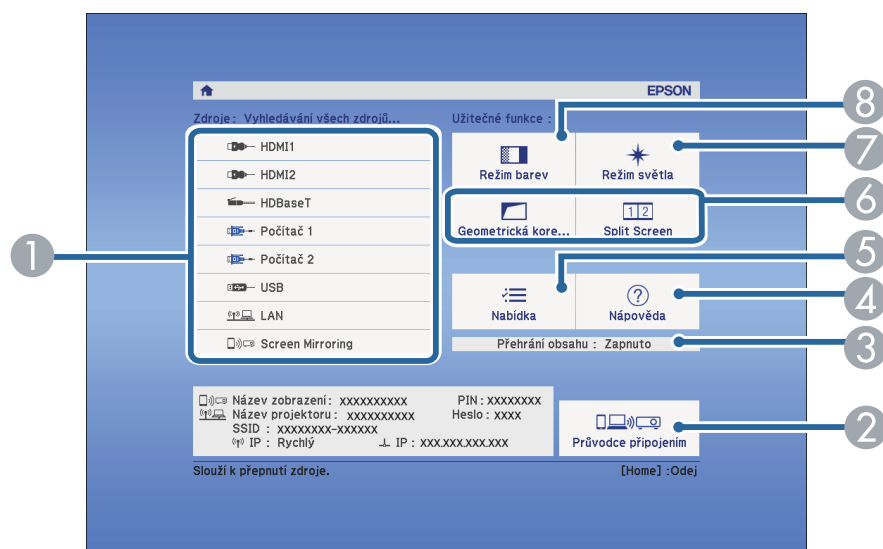 EPSON
Zdroje: Vyhledávání všech zdrojů...
HDMI1
HDMI2
HDBaseT
Počítač 1
Počítač 2
USB
LAN
Screen Mirroring
Užitečné funkce :
Režim barev
Režim světla
Geometrická kore...
1 2
Split Screen
Nabídka
?
Nápověda
Přehrání obsahu : Zapnuto
Název zobrazení: xxxxxxxxxx PIN: xxxxxxxx
Název projektoru: xxxxxxxxxx Heslo: xxxx
SSID : xxxxxxxx-xxxxxx
IP : Rychlý IP : xxx.xxx.xxx.xxx
Průvodce připojením
Slouží k přepnutí zdroje. [Home] :Odej
1
8
7
6
5
4
3
2